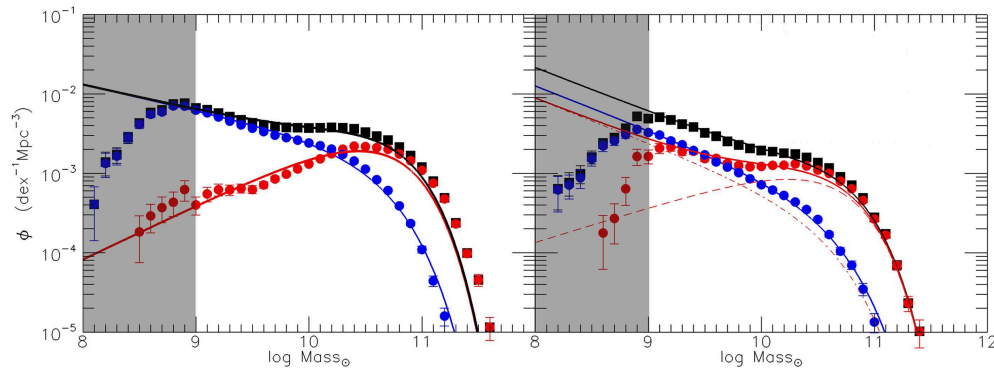 10⁻¹
10⁻²
10⁻³
10⁻⁴
10⁻⁵
ϕ (dex⁻¹Mpc⁻³)
8 9 10 11
log Mass⊙
8 9 10 11 12
log Mass⊙